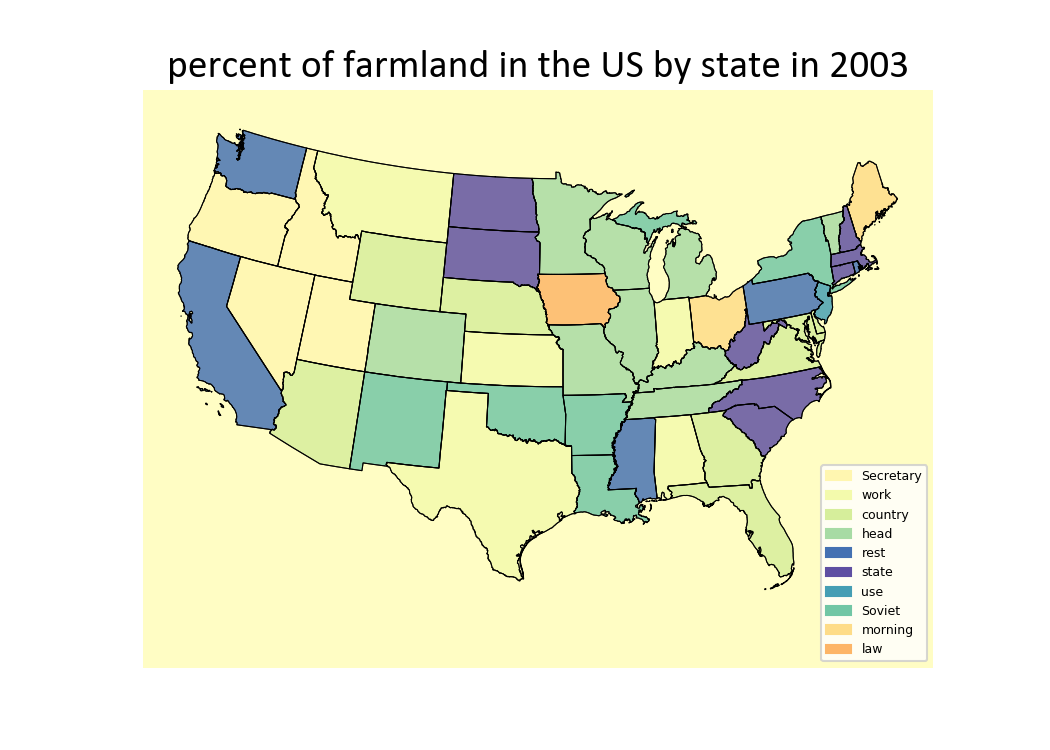 percent of farmland in the US by state in 2003
Secretary
work
country
head
rest
state
use
Soviet
morning
law